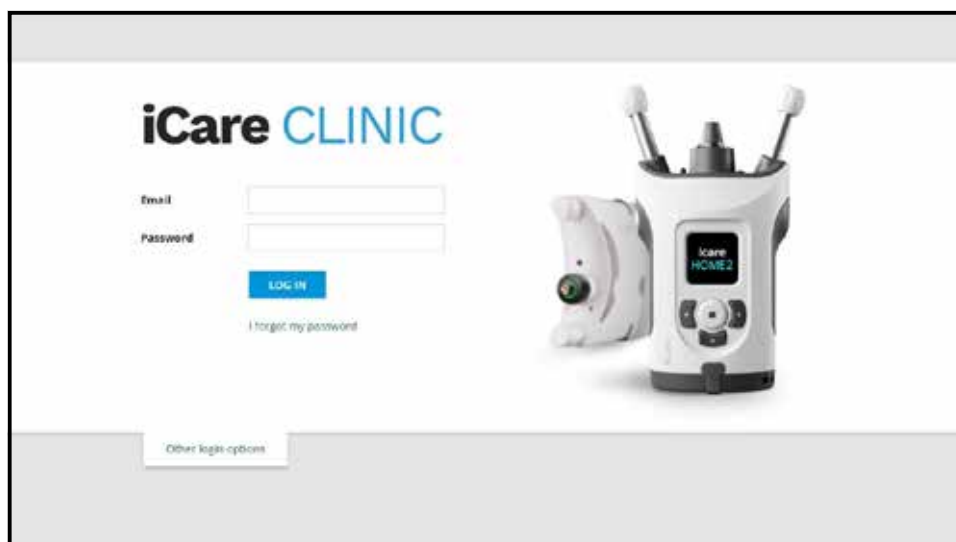 iCare CLINIC
Email
Password
LOG IN
I forgot my password
icare
HOME2
Other login options